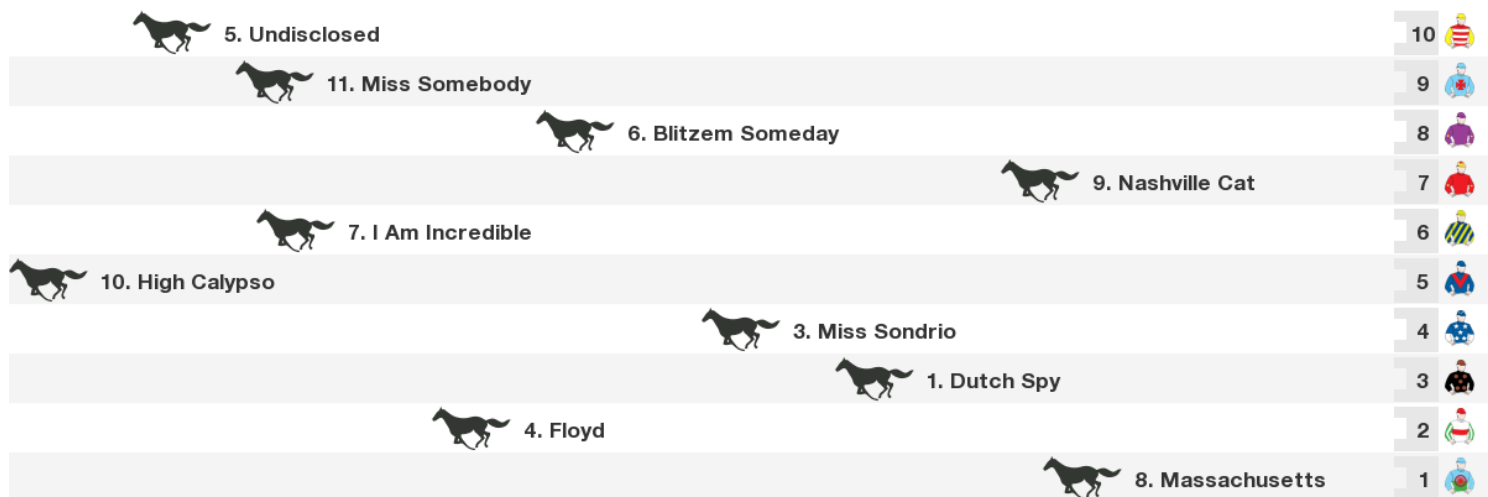 5. Undisclosed 10
11. Miss Somebody 9
6. Blitzem Someday 8
9. Nashville Cat 7
7. I Am Incredible 6
10. High Calypso 5
3. Miss Sondrio 4
1. Dutch Spy 3
4. Floyd 2
8. Massachusetts 1